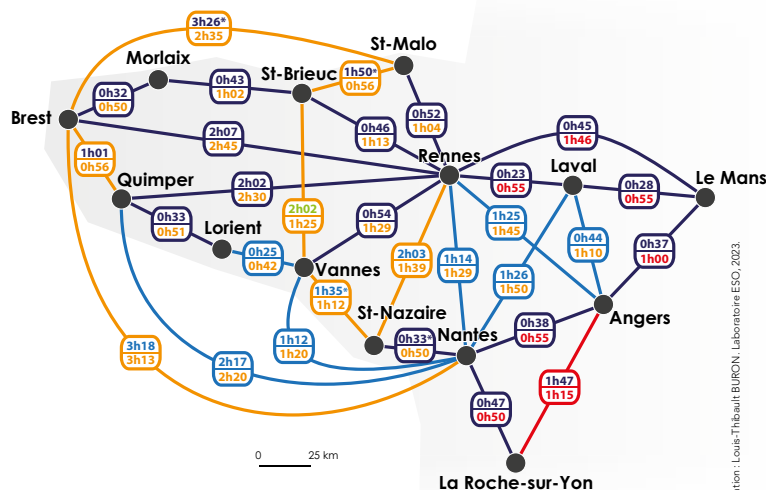 3h26*
2h35
St-Malo
Morlaix
St-Brieuc
1h50*
0h56
0h43
1h02
0h32
0h50
Brest
0h52
1h04
0h46
1h13
0h45
1h46
2h07
2h45
Rennes
1h01
0h56
Laval
0h23
0h55
Le Mans
0h28
0h55
Quimper
2h02
2h30
0h33
0h51
Lorient
2h02
1h25
0h54
1h29
1h25
1h45
0h44
1h10
0h37
1h00
0h25
0h42
Vannes
2h03
1h39
1h14
1h29
1h26
1h50
1h35*
1h12
St-Nazaire
Angers
0h33*
0h50
Nantes
0h38
0h55
1h12
1h20
3h18
3h13
2h17
2h20
1h47
1h15
0h47
0h50
0 25 km
La Roche-sur-Yon
: Louis-Thibault BURON. Laboratoire ESO, 2023.